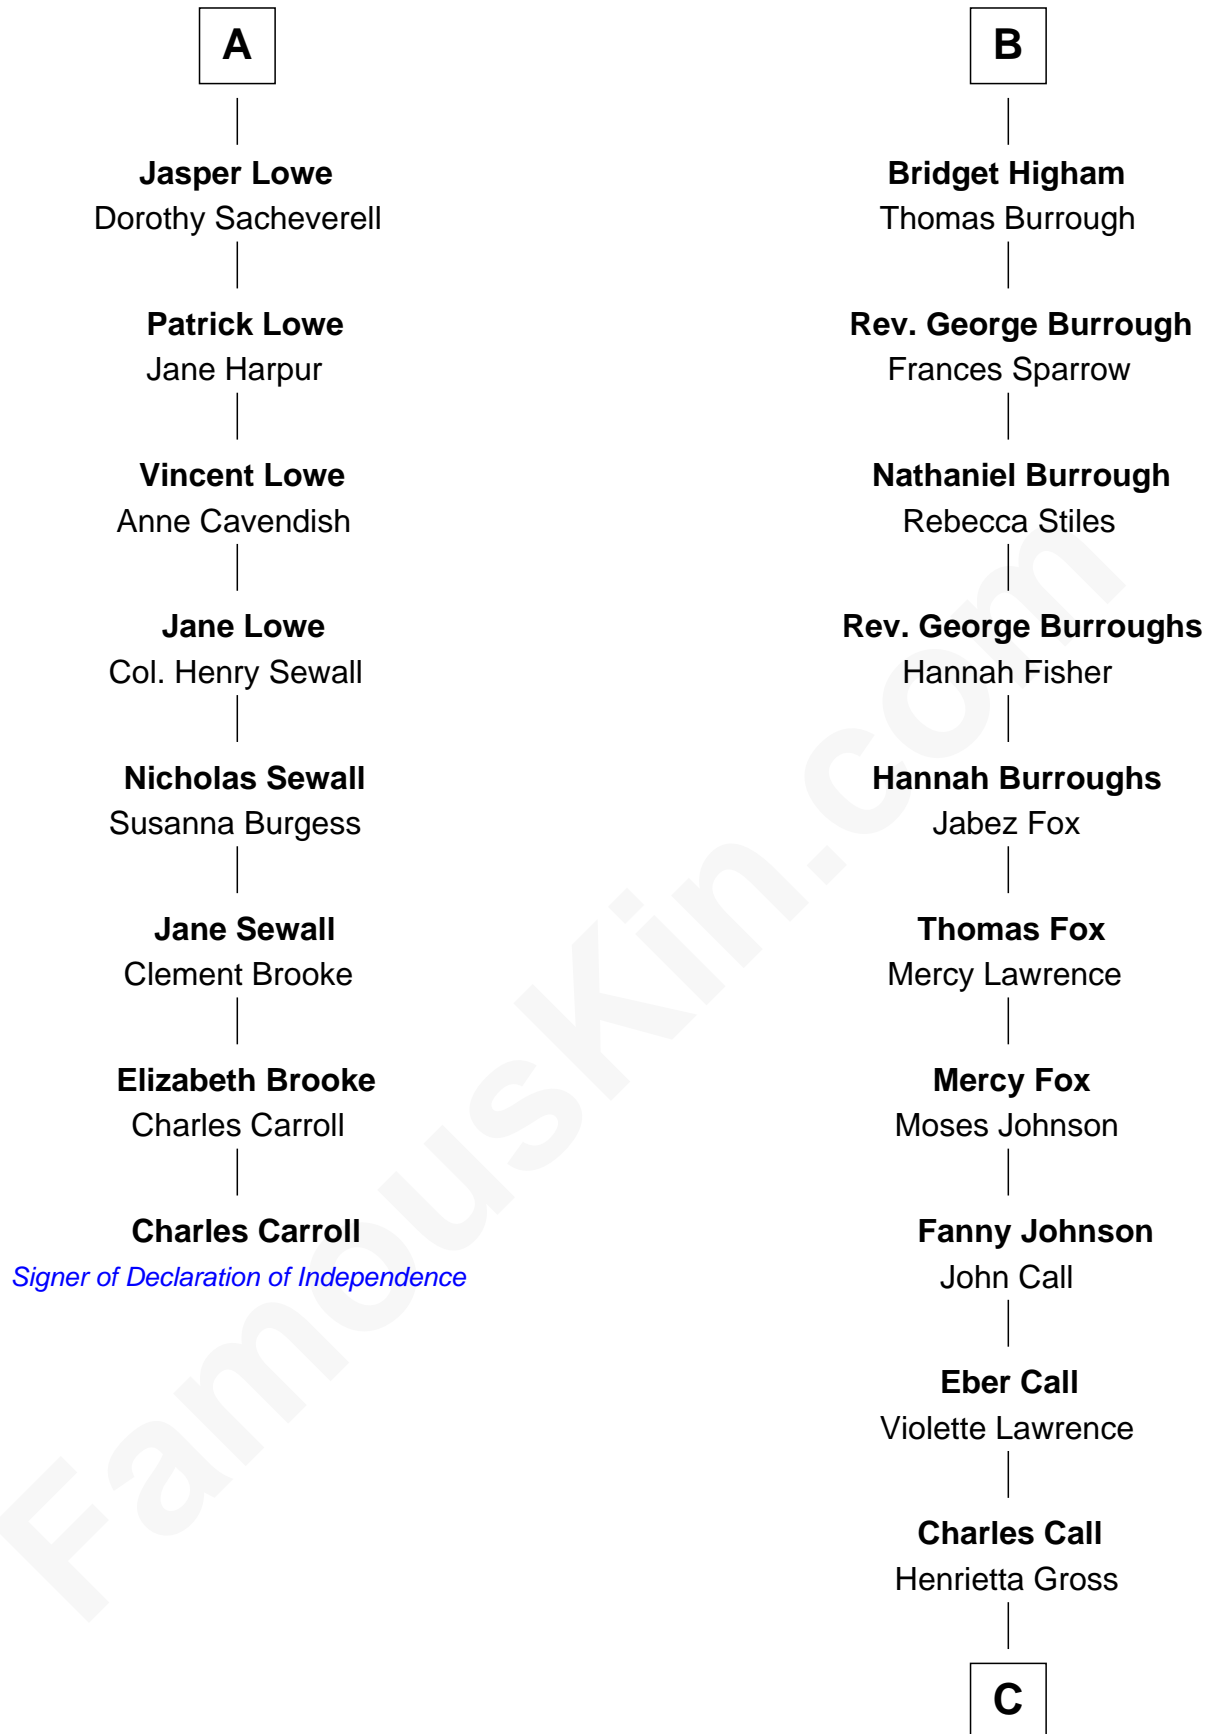 A
Jasper Lowe
Dorothy Sacheverell
Patrick Lowe
Jane Harpur
Vincent Lowe
Anne Cavendish
Jane Lowe
Col. Henry Sewall
Nicholas Sewall
Susanna Burgess
Jane Sewall
Clement Brooke
Elizabeth Brooke
Charles Carroll
Charles Carroll
Signer of Declaration of Independence
B
Bridget Higham
Thomas Burrough
Rev. George Burrough
Frances Sparrow
Nathaniel Burrough
Rebecca Stiles
Rev. George Burroughs
Hannah Fisher
Hannah Burroughs
Jabez Fox
Thomas Fox
Mercy Lawrence
Mercy Fox
Moses Johnson
Fanny Johnson
John Call
Eber Call
Violette Lawrence
Charles Call
Henrietta Gross
C
FamousKin.com